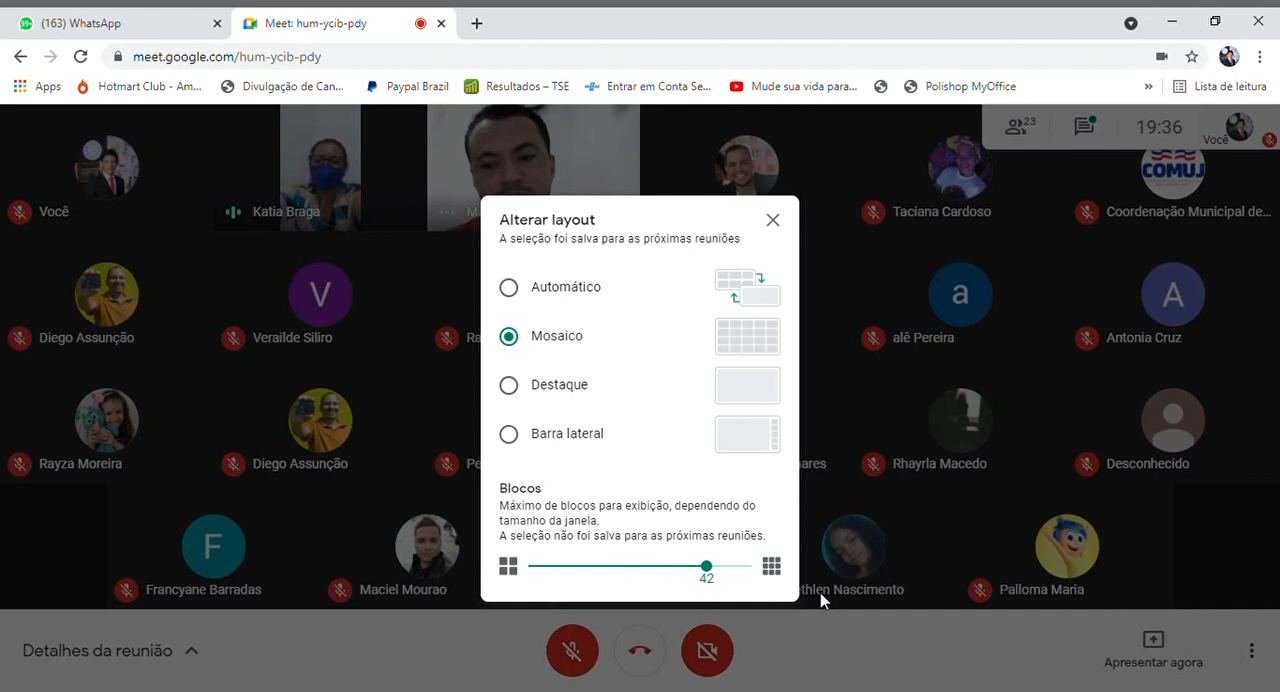 99+ (163) WhatsApp
Meet: hum-ycib-pdy
meet.google.com/hum-ycib-pdy
Apps
Hotmart Club - Am...
Divulgação de Can...
Paypal Brazil
Resultados – TSE
Entrar em Conta Se...
Mude sua vida para...
Polishop MyOffice
»
Lista de leitura
23
19:36
Você
COMUJ
Você
Katia Braga
Taciana Cardoso
Coordenação Municipal de...
Alterar layout
A seleção foi salva para as próximas reuniões
Automático
Mosaico
Destaque
Barra lateral
Blocos
Máximo de blocos para exibição, dependendo do
tamanho da janela.
A seleção não foi salva para as próximas reuniões.
42
V
a
A
Diego Assunção
Verailde Siliro
alê Pereira
Antonia Cruz
Rayza Moreira
Diego Assunção
Pe
ares
Rhayrla Macedo
Desconhecido
F
Francyane Barradas
Maciel Mourao
thlen Nascimento
Palloma Maria
Detalhes da reunião
Apresentar agora